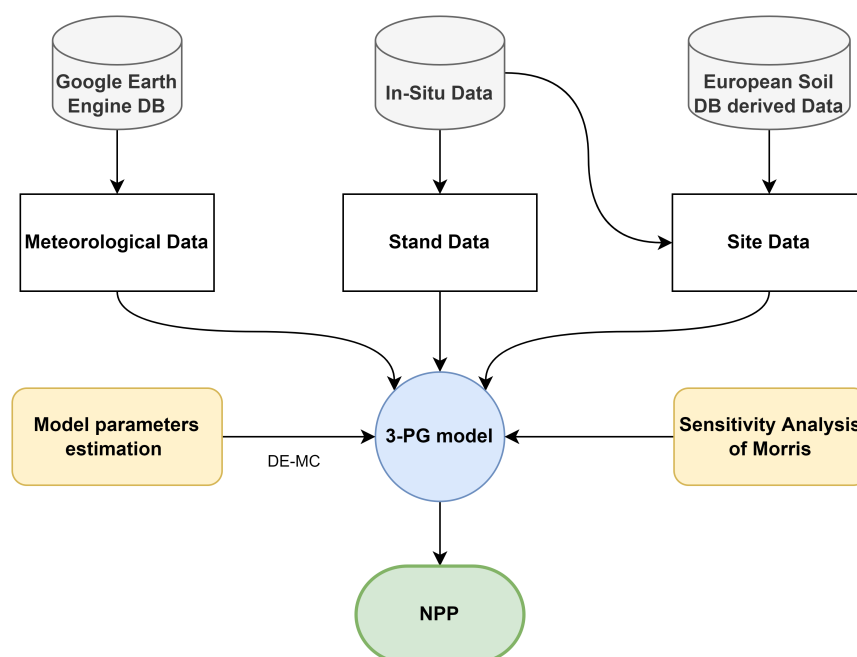 Google Earth
Engine DB
In-Situ Data
European Soil
DB derived Data
Meteorological Data
Stand Data
Site Data
Model parameters
estimation
DE-MC
3-PG model
Sensitivity Analysis
of Morris
NPP